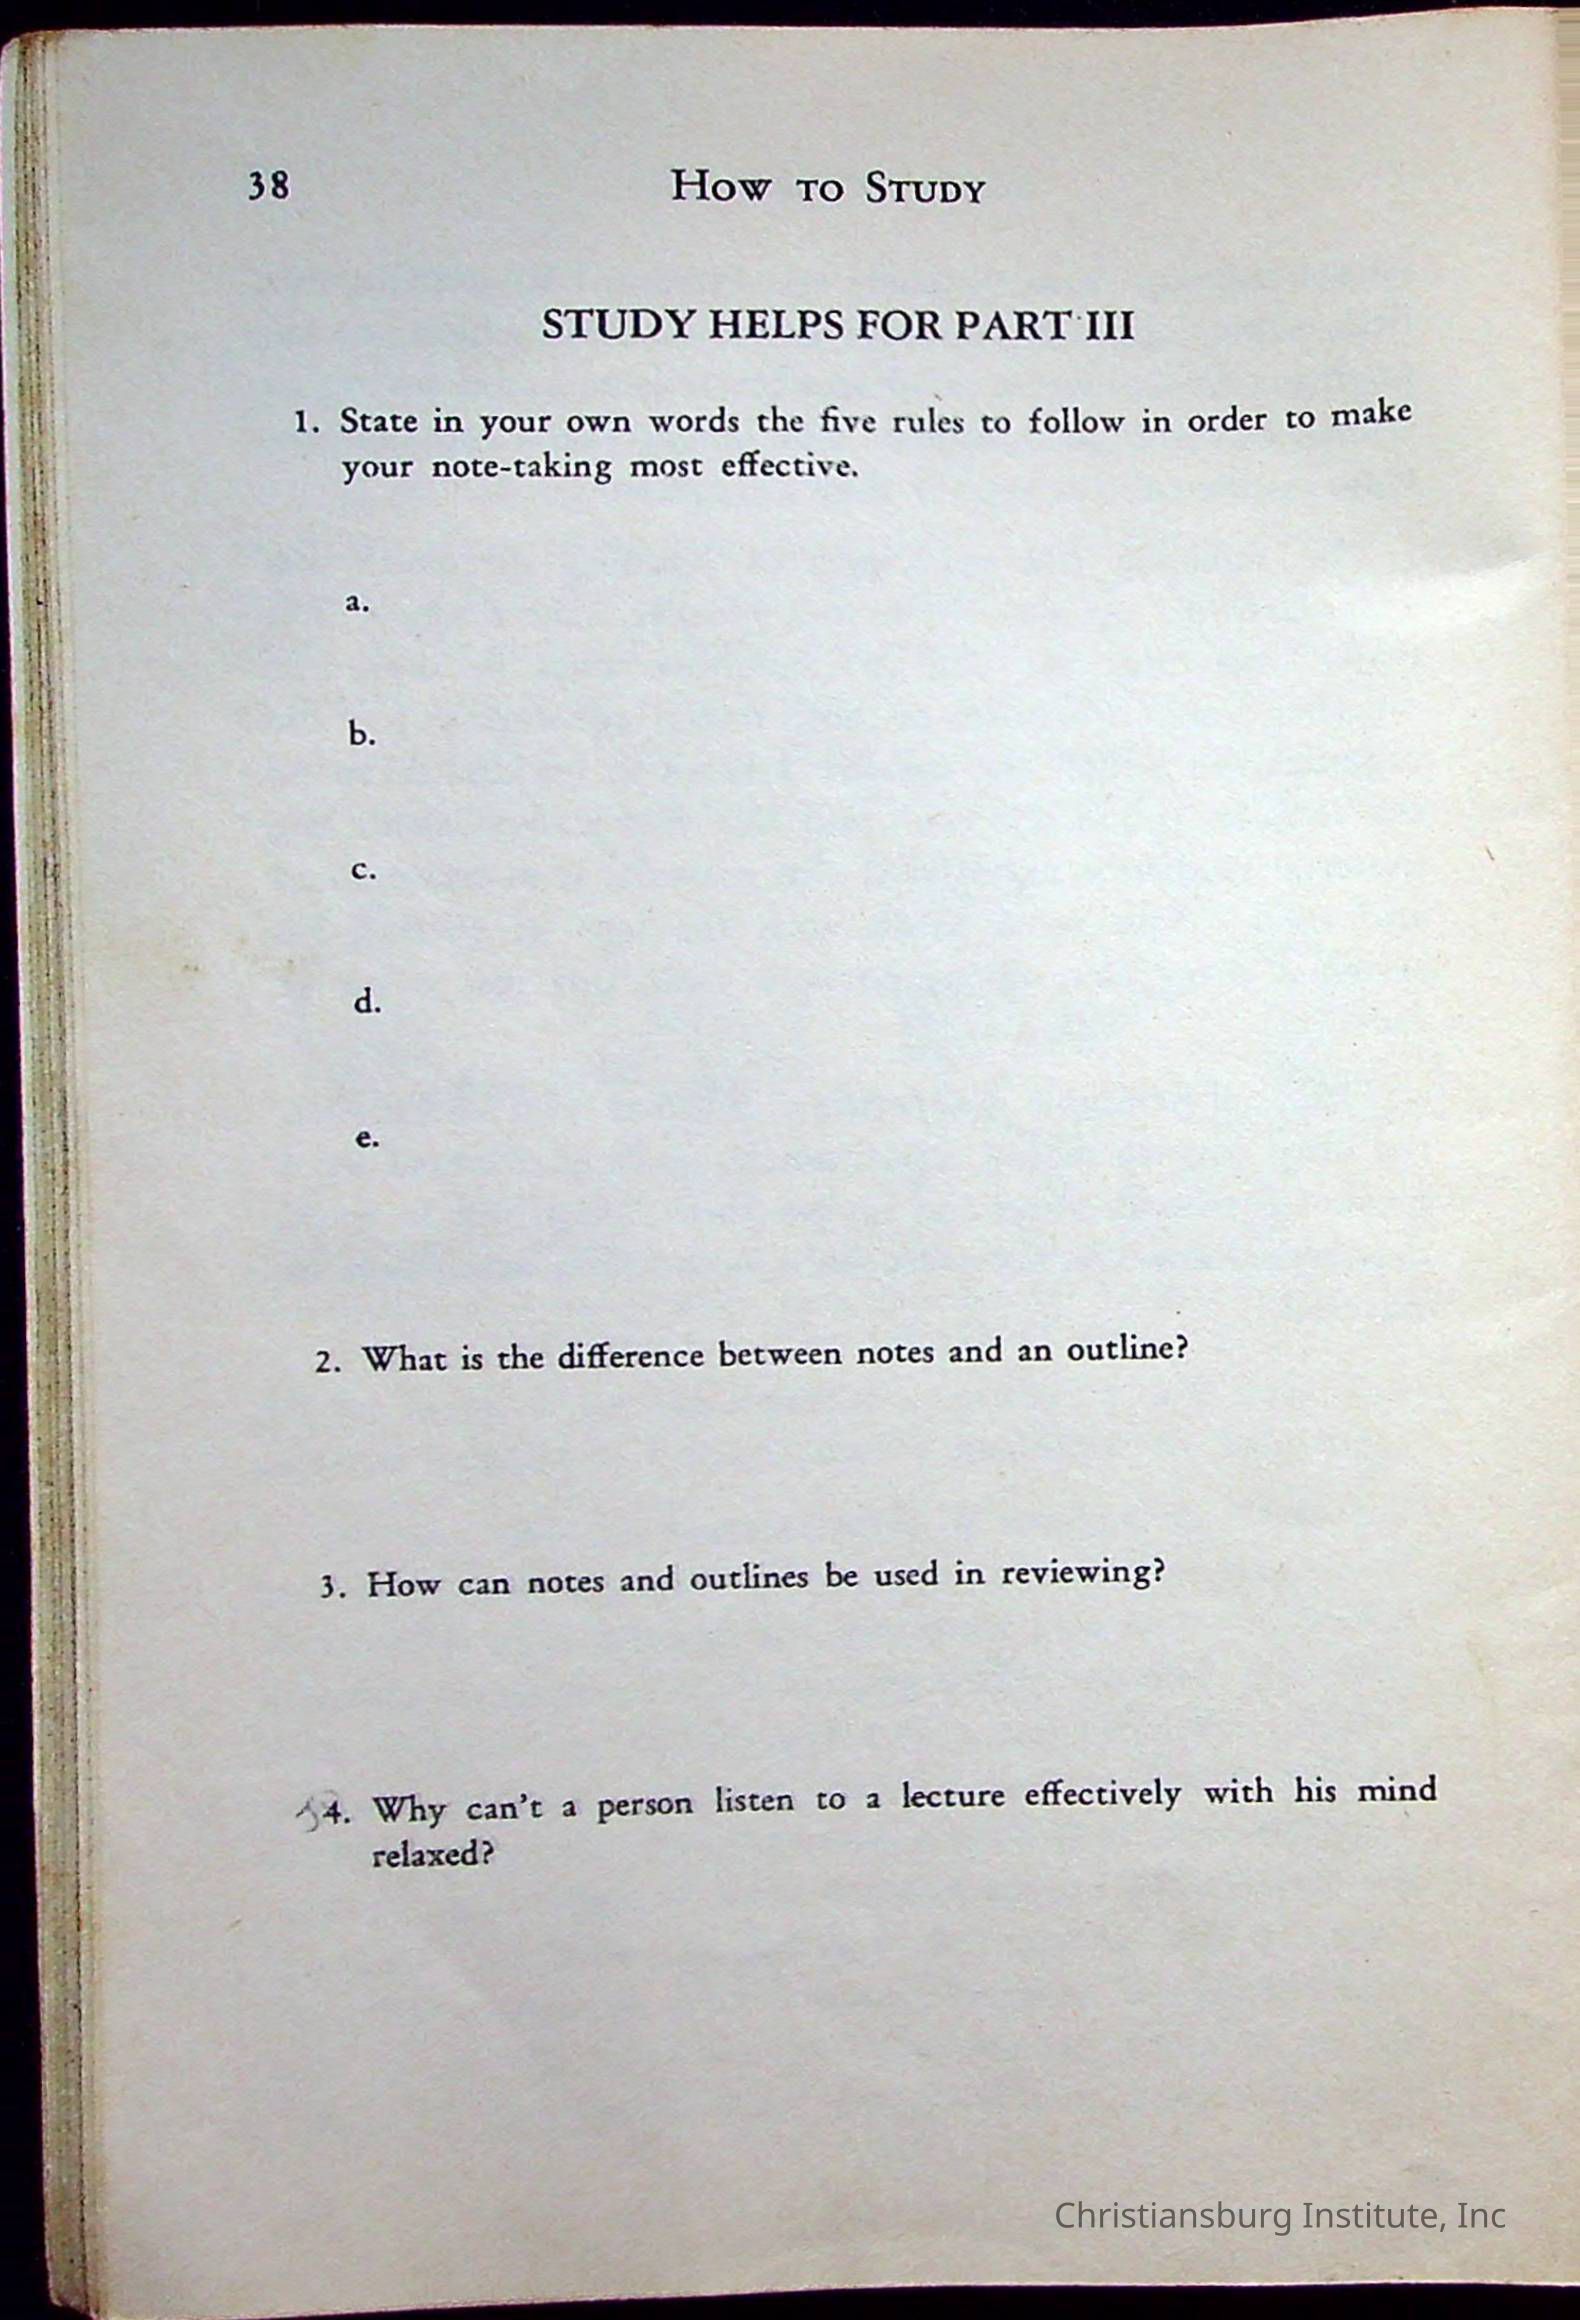 38
How to Study
STUDY HELPS FOR PART III
1. State in your own words the five rules to follow in order to make
your note-taking most effective.
a.
b.
c.
d.
e.
2. What is the difference between notes and an outline?
3. How can notes and outlines be used in reviewing?
4. Why can't a person listen to a lecture effectively with his mind
relaxed?
Christiansburg Institute, Inc